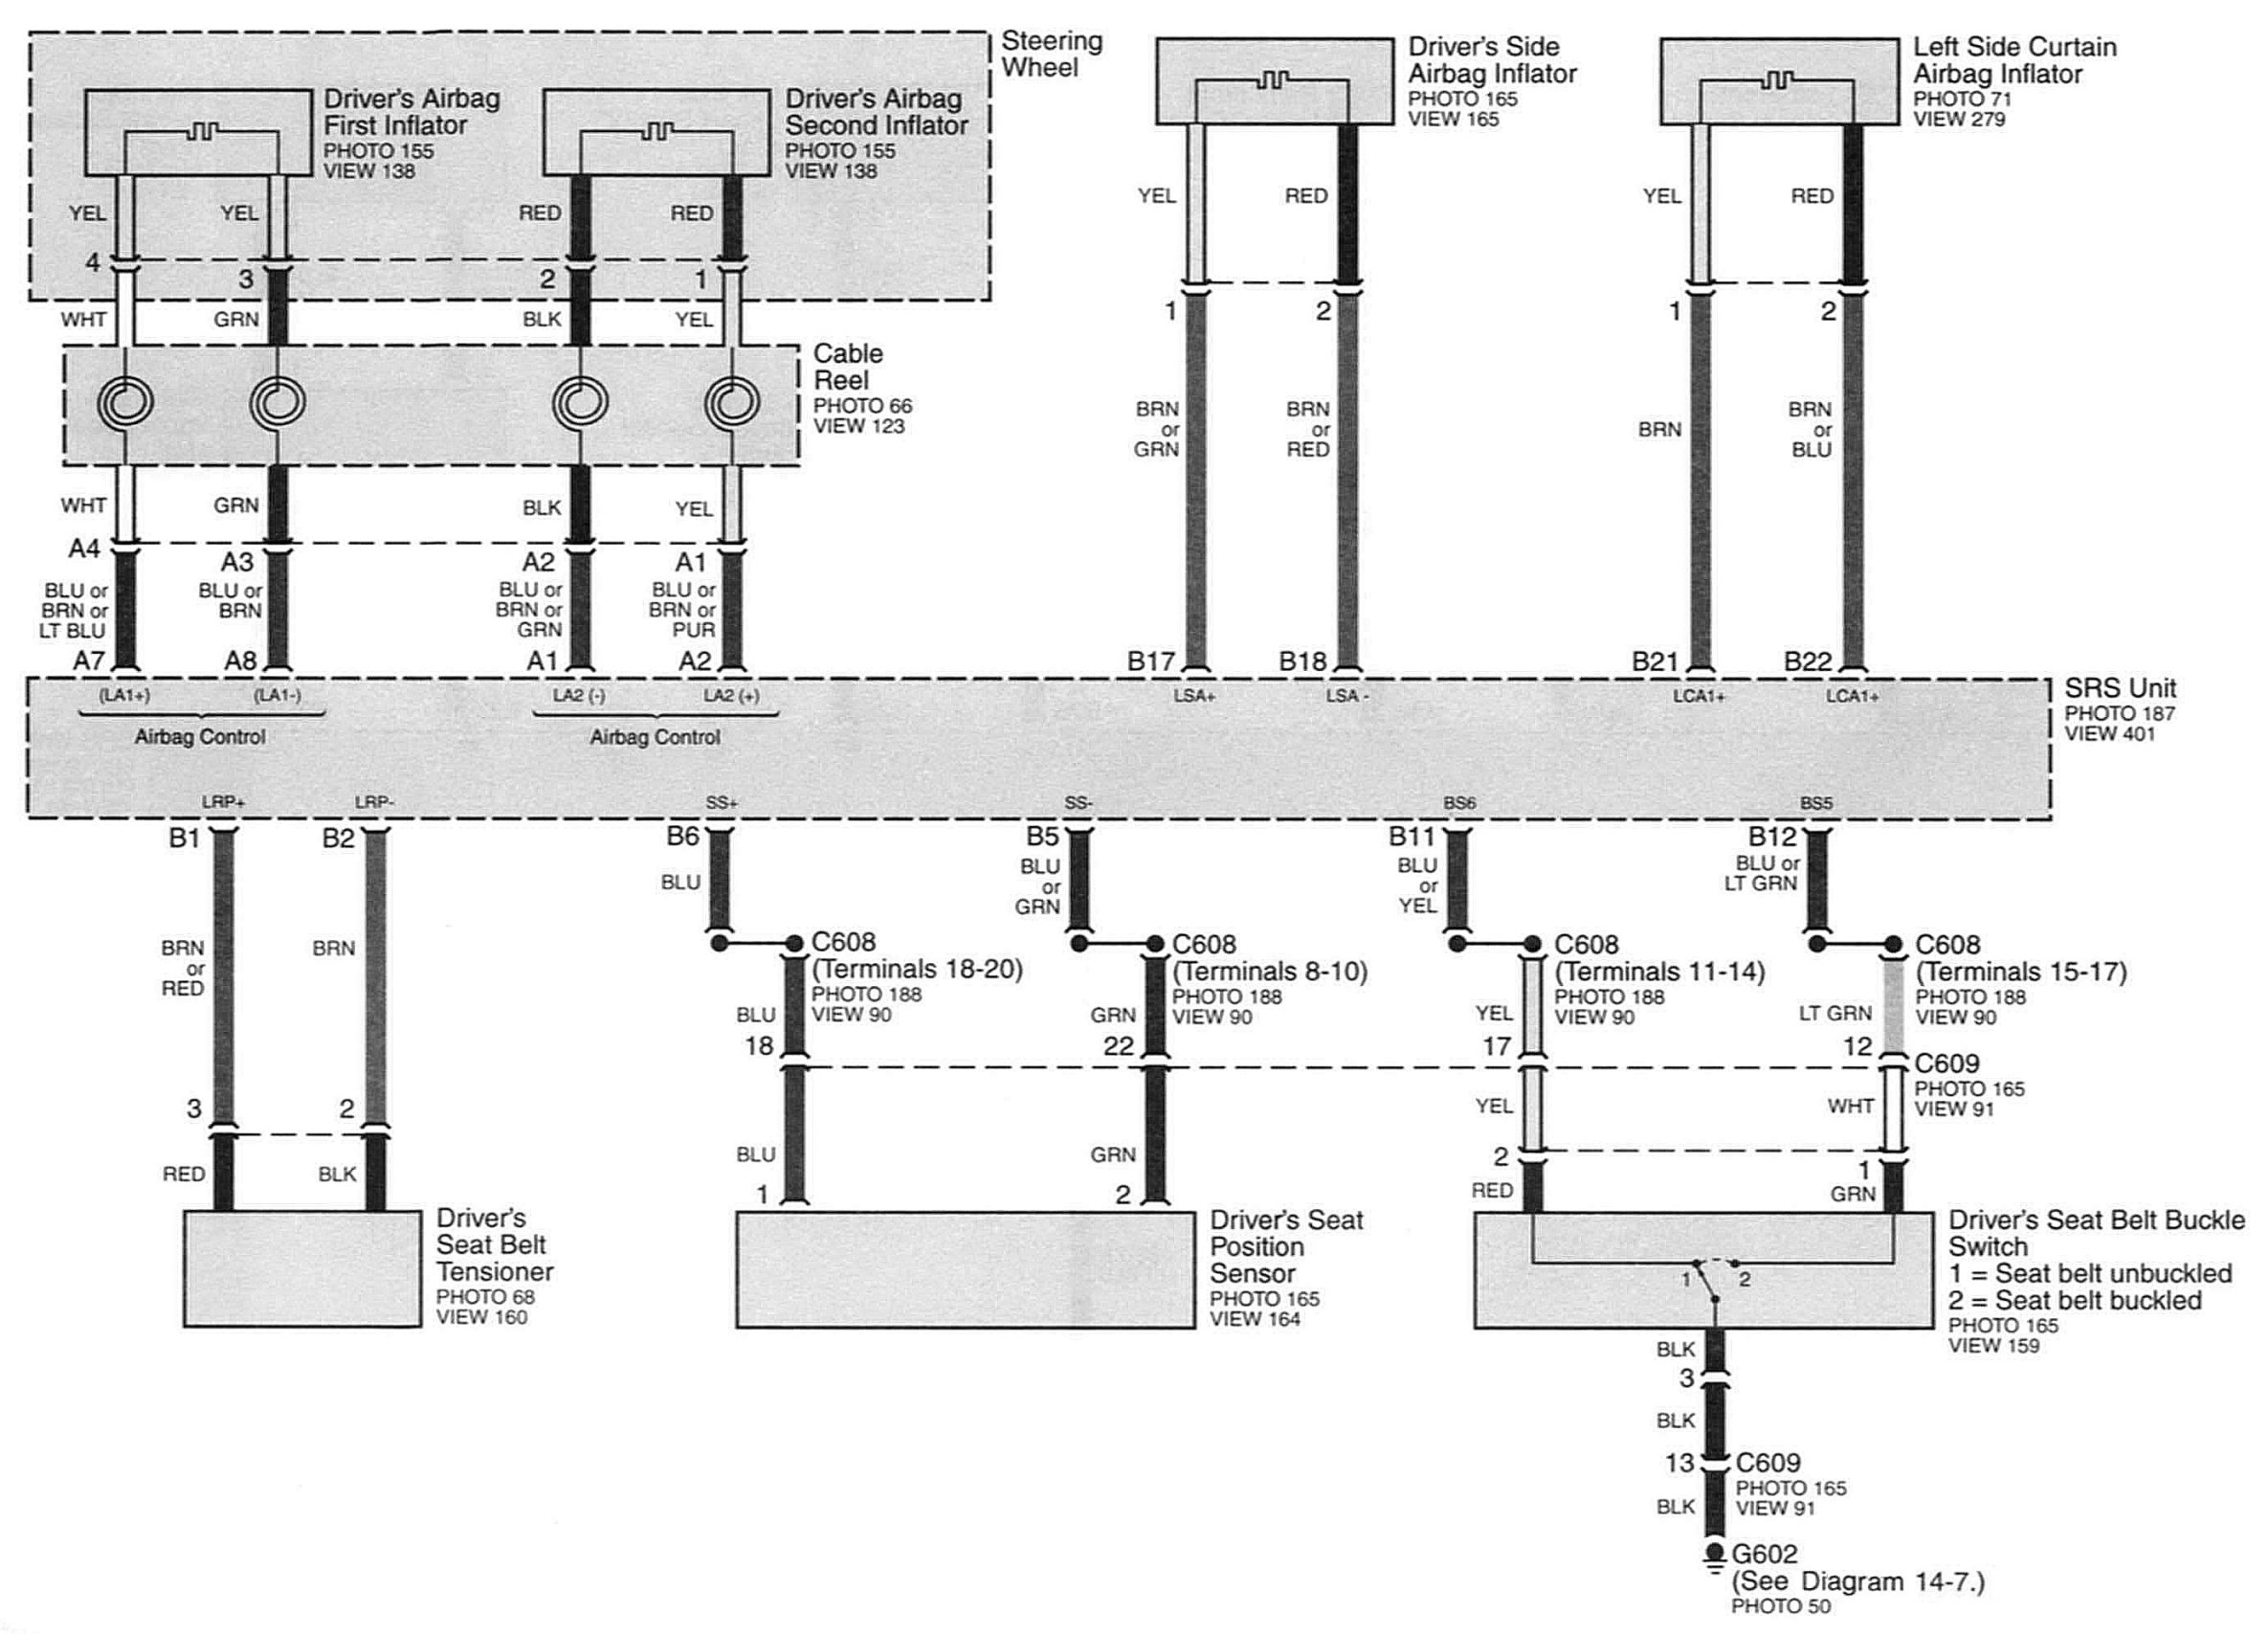 Steering
Wheel
Driver's Airbag
First Inflator
PHOTO 155
VIEW 138
Driver's Airbag
Second Inflator
PHOTO 155
VIEW 138
Driver's Side
Airbag Inflator
PHOTO 165
VIEW 165
Left Side Curtain
Airbag Inflator
PHOTO 71
VIEW 279
YEL
YEL
RED
RED
YEL
RED
YEL
RED
4
3
2
1
1
2
1
2
WHT
GRN
BLK
YEL
Cable
Reel
PHOTO 66
VIEW 123
BRN
or
GRN
BRN
or
RED
BRN
BRN
or
BLU
WHT
GRN
BLK
YEL
A4
A3
A2
A1
BLU or
BRN or
LT BLU
BLU or
BRN
BLU or
BRN or
GRN
BLU or
BRN or
PUR
A7
A8
A1
A2
B17
B18
B21
B22
(LA1+)
(LA1-)
LA2 (-)
LA2 (+)
LSA+
LSA -
LCA1+
LCA1+
Airbag Control
Airbag Control
SRS Unit
PHOTO 187
VIEW 401
LRP+
LRP-
SS+
SS-
BS6
BS5
B1
B2
B6
B5
B11
B12
BRN
or
RED
BRN
BLU
BLU
or
GRN
BLU
or
YEL
BLU or
LT GRN
C608
(Terminals 18-20)
PHOTO 188
VIEW 90
C608
(Terminals 8-10)
PHOTO 188
VIEW 90
C608
(Terminals 11-14)
PHOTO 188
VIEW 90
C608
(Terminals 15-17)
PHOTO 188
VIEW 90
BLU
GRN
YEL
LT GRN
18
22
17
12
C609
PHOTO 165
VIEW 91
3
2
BLU
GRN
YEL
WHT
RED
BLK
1
2
2
1
RED
GRN
Driver's
Seat Belt
Tensioner
PHOTO 68
VIEW 160
Driver's Seat
Position
Sensor
PHOTO 165
VIEW 164
1
2
Driver's Seat Belt Buckle
Switch
1 = Seat belt unbuckled
2 = Seat belt buckled
PHOTO 165
VIEW 159
BLK
3
BLK
13
C609
PHOTO 165
VIEW 91
BLK
G602
(See Diagram 14-7.)
PHOTO 50